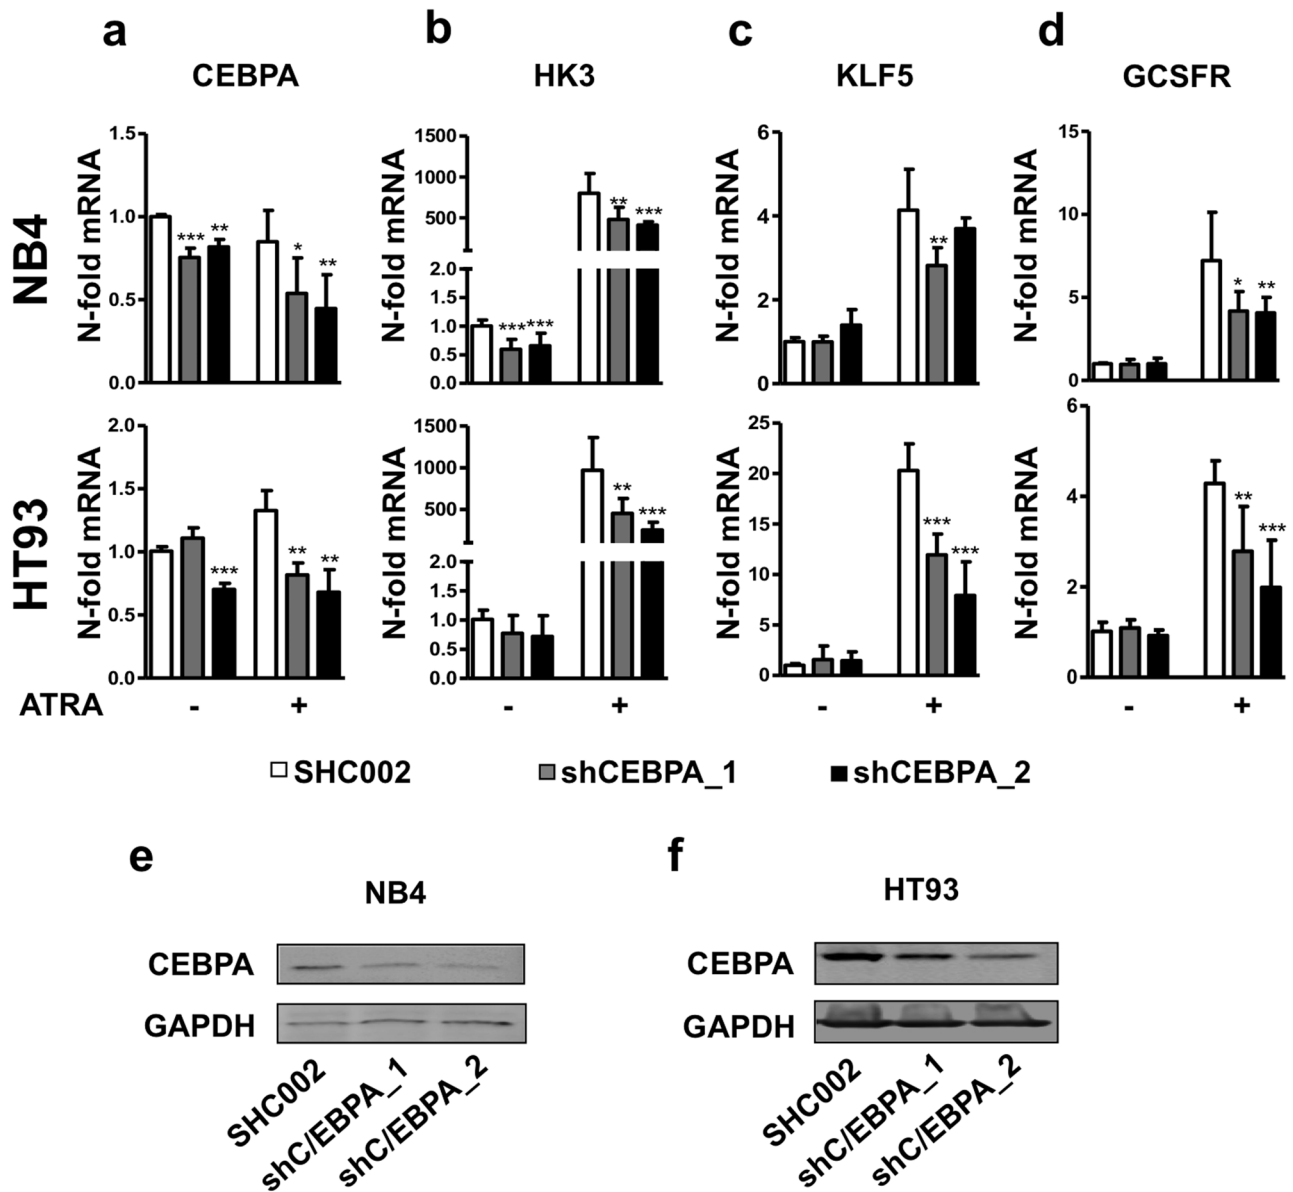 a b c d
CEBPA HK3 KLF5 GCSFR
NB4
N-fold mRNA
1.5
1.0
0.5
0.0
*** ** * **
N-fold mRNA
1500
1000
500
2.0
1.5
1.0
0.5
0.0
*** *** ** ***
N-fold mRNA
6
4
2
0
**
N-fold mRNA
15
10
5
0
* **
HT93
N-fold mRNA
2.0
1.5
1.0
0.5
0.0
*** ** **
N-fold mRNA
1500
1000
500
2.0
1.5
1.0
0.5
0.0
** ***
N-fold mRNA
25
20
15
10
5
0
*** ***
N-fold mRNA
6
4
2
0
** ***
ATRA - + - + - + - +
SHC002 shCEBPA_1 shCEBPA_2
e
NB4
CEBPA
GAPDH
SHC002
shC/EBPA_1
shC/EBPA_2
f
HT93
CEBPA
GAPDH
SHC002
shC/EBPA_1
shC/EBPA_2